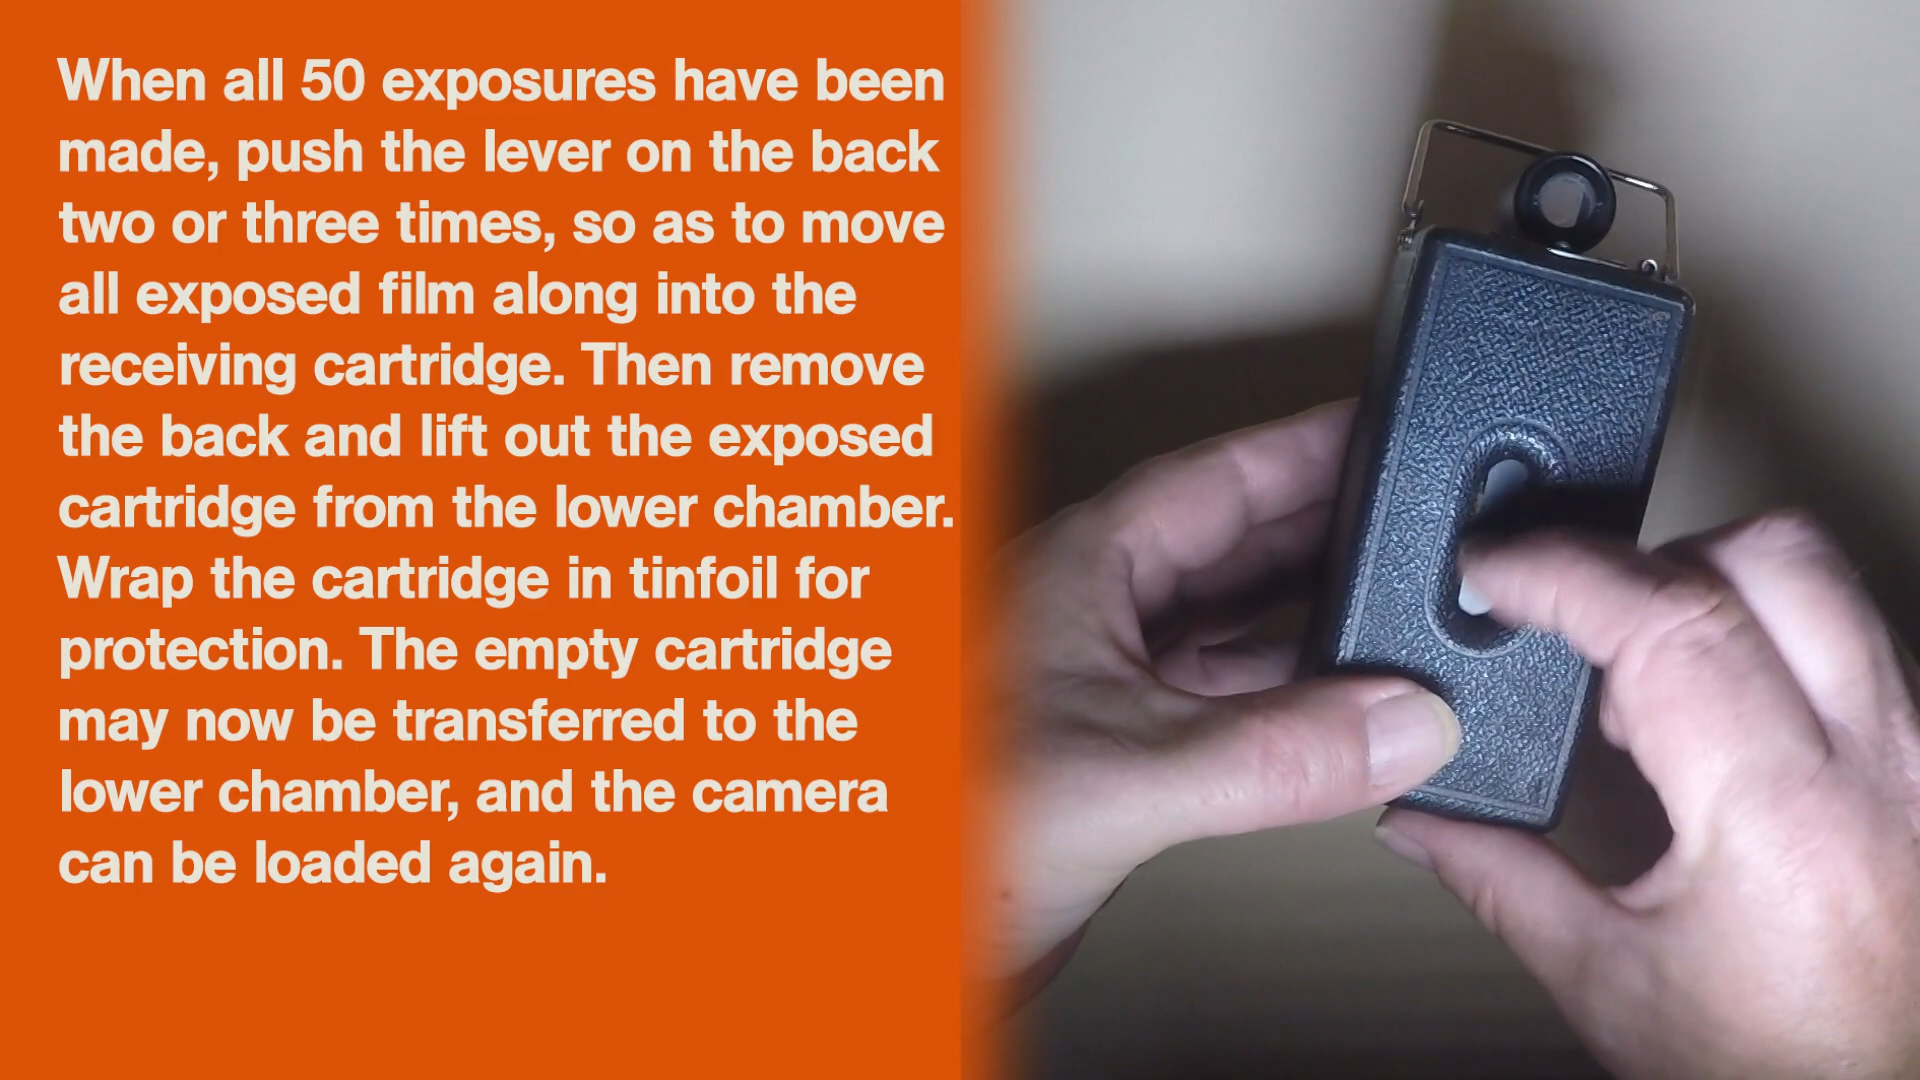 When all 50 exposures have been
made, push the lever on the back
two or three times, so as to move
all exposed film along into the
receiving cartridge. Then remove
the back and lift out the exposed
cartridge from the lower chamber.
Wrap the cartridge in tinfoil for
protection. The empty cartridge
may now be transferred to the
lower chamber, and the camera
can be loaded again.